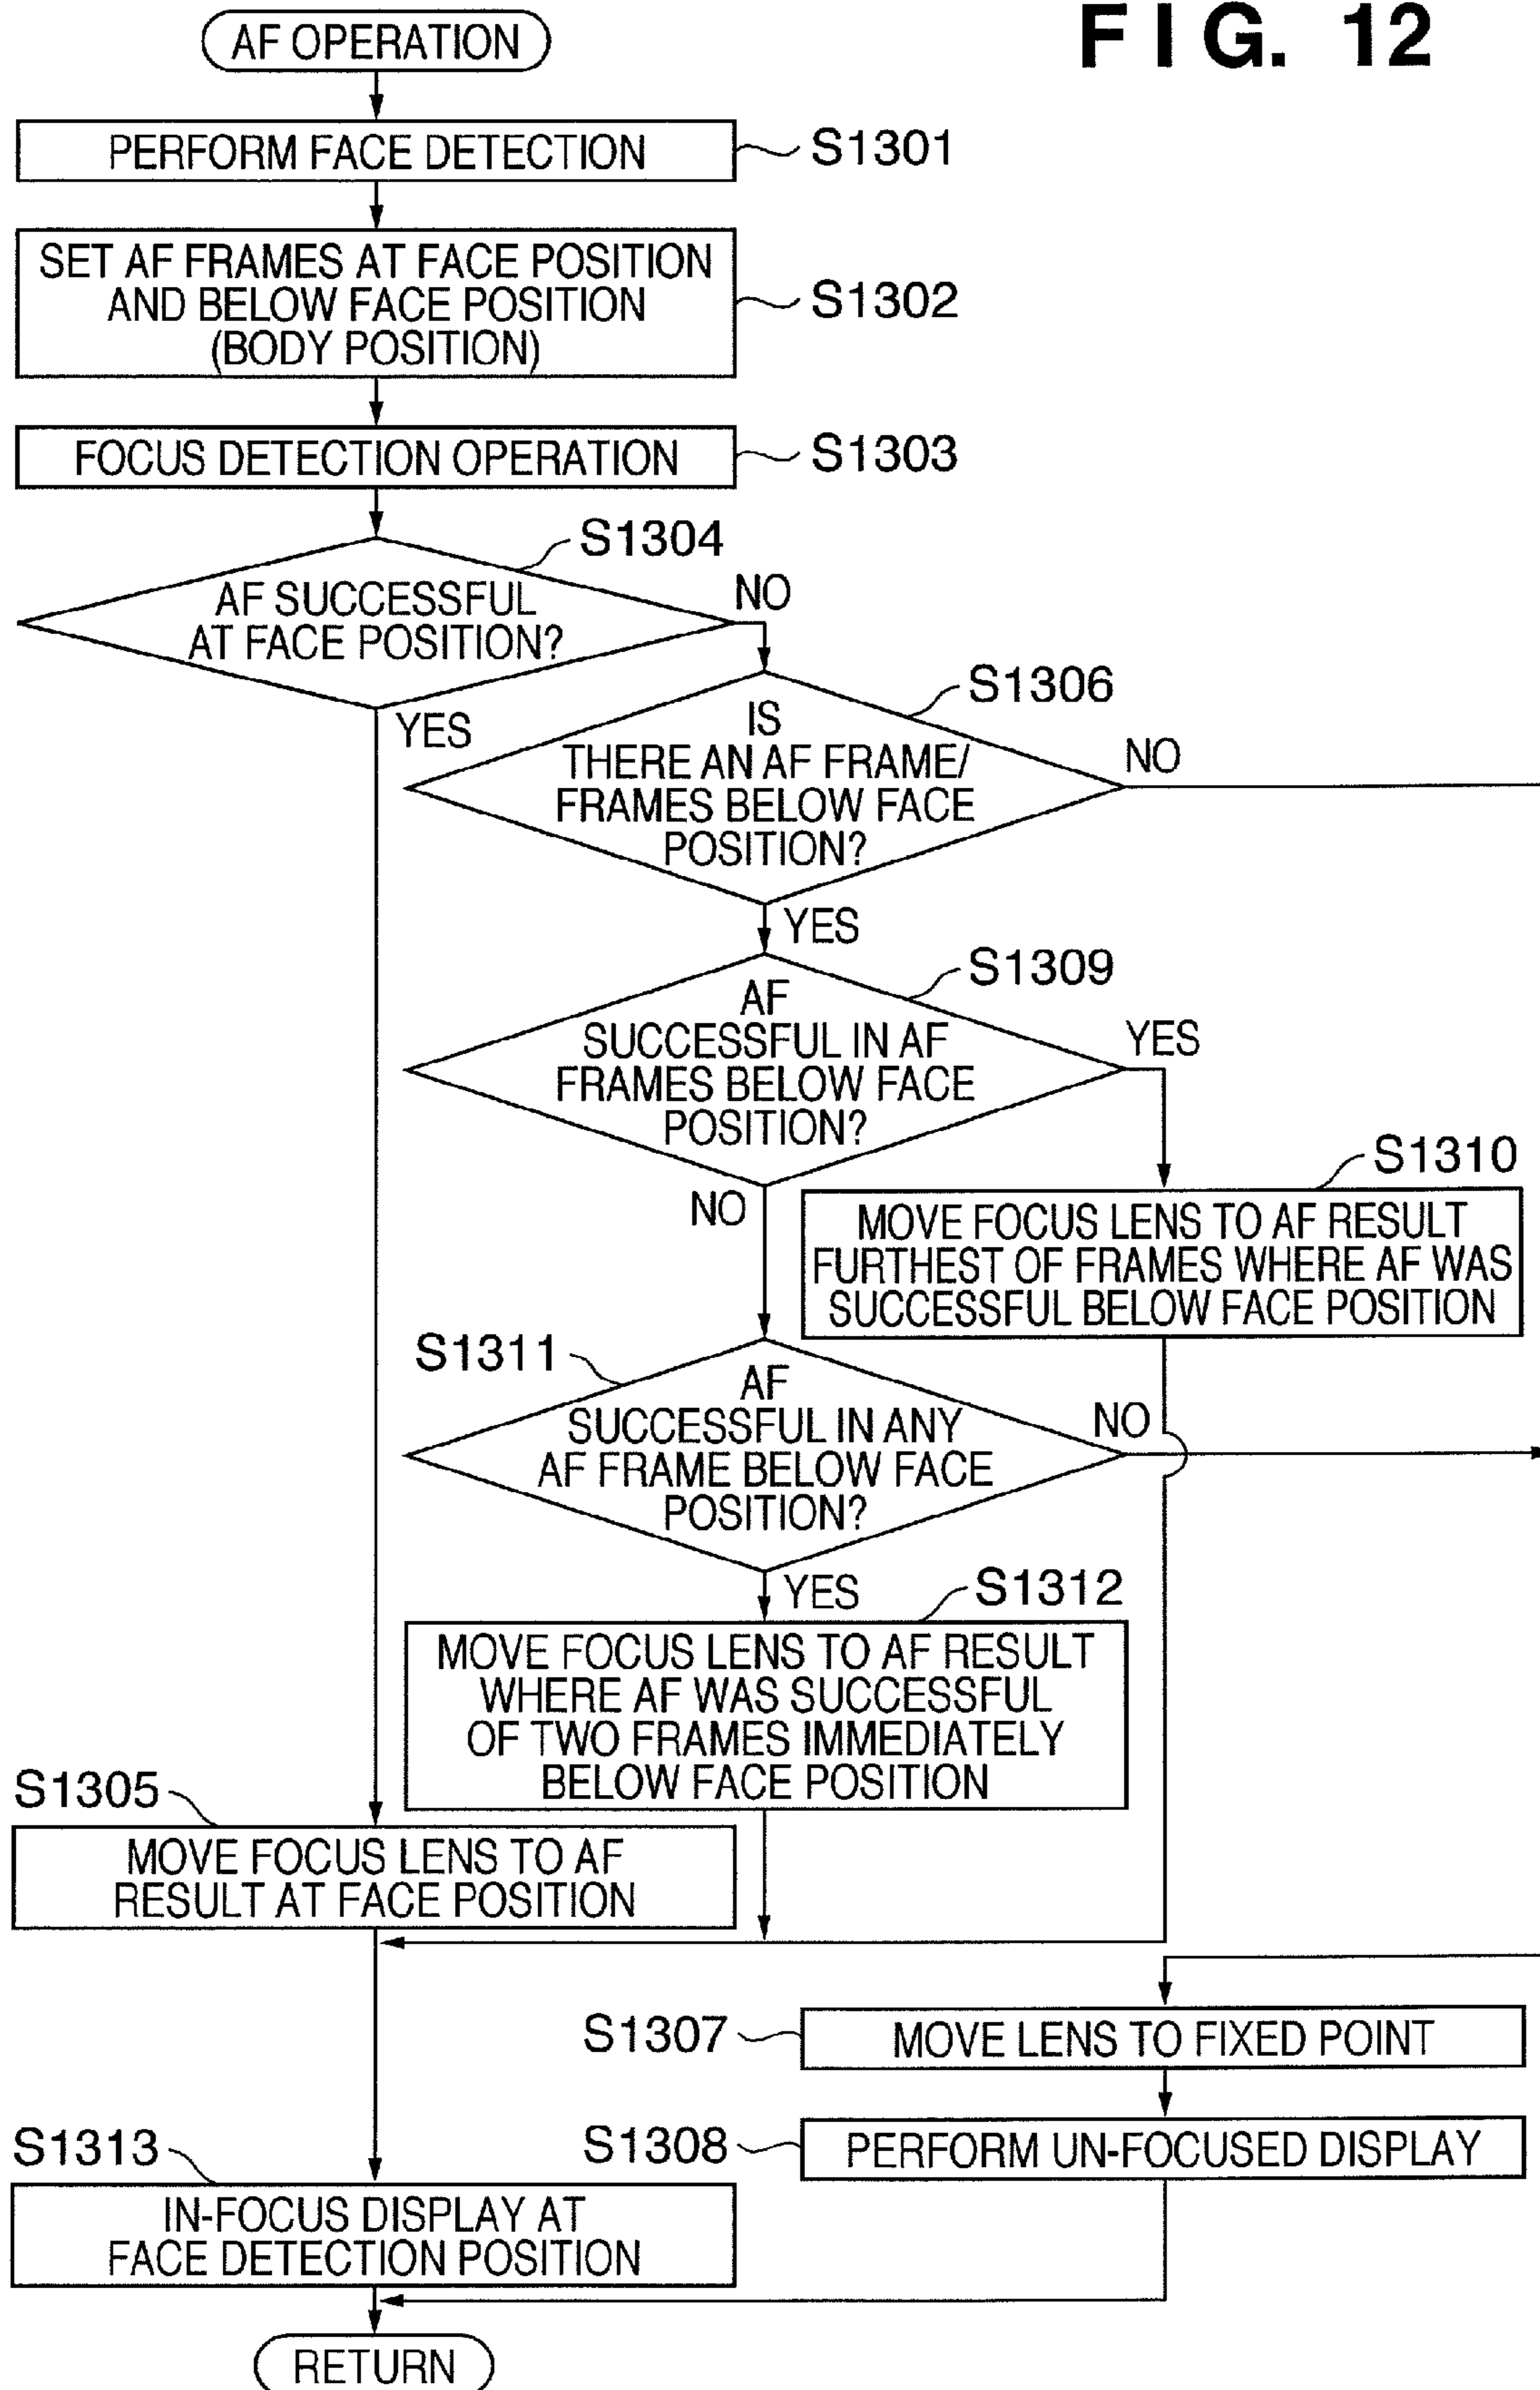 FIG. 12
AF OPERATION
PERFORM FACE DETECTION
S1301
SET AF FRAMES AT FACE POSITION
AND BELOW FACE POSITION
(BODY POSITION)
S1302
FOCUS DETECTION OPERATION
S1303
S1304
AF SUCCESSFUL
AT FACE POSITION?
NO
YES
S1306
IS
THERE AN AF FRAME/
FRAMES BELOW FACE
POSITION?
NO
YES
S1309
AF
SUCCESSFUL IN AF
FRAMES BELOW FACE
POSITION?
YES
NO
S1310
MOVE FOCUS LENS TO AF RESULT
FURTHEST OF FRAMES WHERE AF WAS
SUCCESSFUL BELOW FACE POSITION
S1311
AF
SUCCESSFUL IN ANY
AF FRAME BELOW FACE
POSITION?
NO
YES
S1312
MOVE FOCUS LENS TO AF RESULT
WHERE AF WAS SUCCESSFUL
OF TWO FRAMES IMMEDIATELY
BELOW FACE POSITION
S1305
MOVE FOCUS LENS TO AF
RESULT AT FACE POSITION
S1307
MOVE LENS TO FIXED POINT
S1308
PERFORM UN-FOCUSED DISPLAY
S1313
IN-FOCUS DISPLAY AT
FACE DETECTION POSITION
RETURN